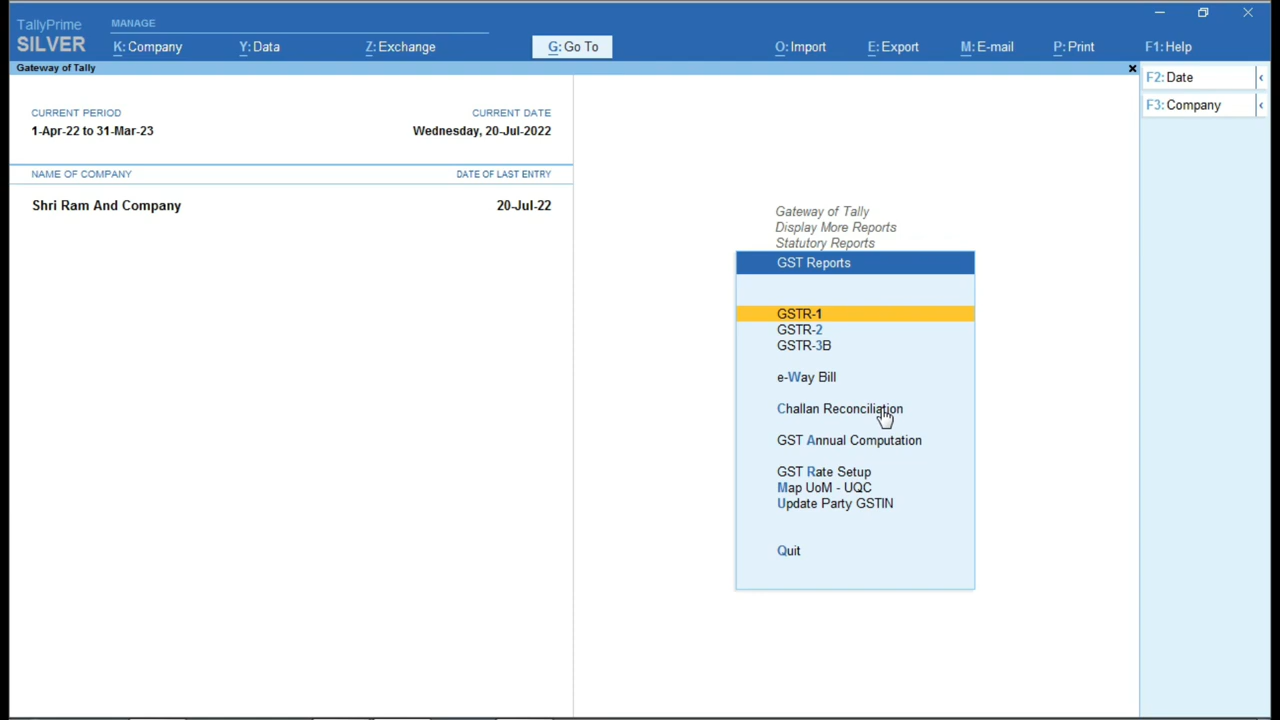 TallyPrime
SILVER
MANAGE
K: Company
Y: Data
Z: Exchange
G: Go To
O: Import
E: Export
M: E-mail
P: Print
F1: Help
Gateway of Tally
F2: Date
F3: Company
CURRENT PERIOD
CURRENT DATE
1-Apr-22 to 31-Mar-23
Wednesday, 20-Jul-2022
NAME OF COMPANY
DATE OF LAST ENTRY
Shri Ram And Company
20-Jul-22
Gateway of Tally
Display More Reports
Statutory Reports
GST Reports
GSTR-1
GSTR-2
GSTR-3B
e-Way Bill
Challan Reconciliation
GST Annual Computation
GST Rate Setup
Map UoM - UQC
Update Party GSTIN
Quit